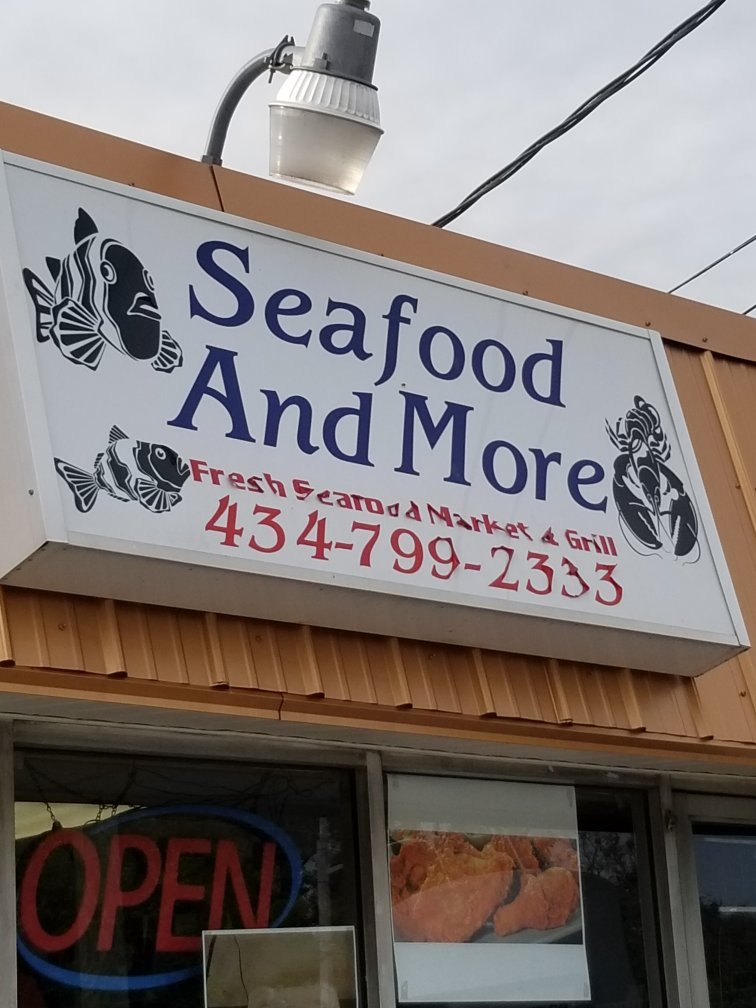 Seafood
And More
Fresh Seafood Market & Grill
434-799-2333
OPEN